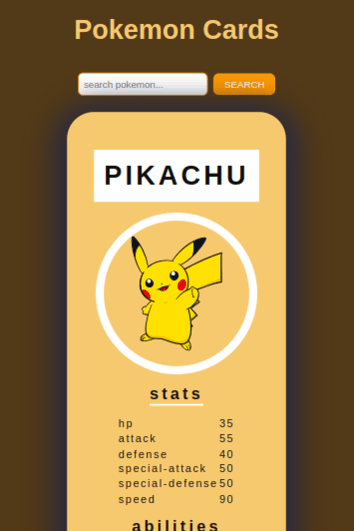 Pokemon Cards
search pokemon... SEARCH
PIKACHU
stats
hp 35
attack 55
defense 40
special-attack 50
special-defense 50
speed 90
abilities